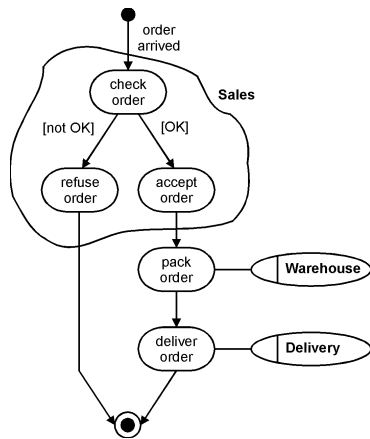 order
arrived
check
order
Sales
[not OK]
[OK]
refuse
order
accept
order
pack
order
Warehouse
deliver
order
Delivery